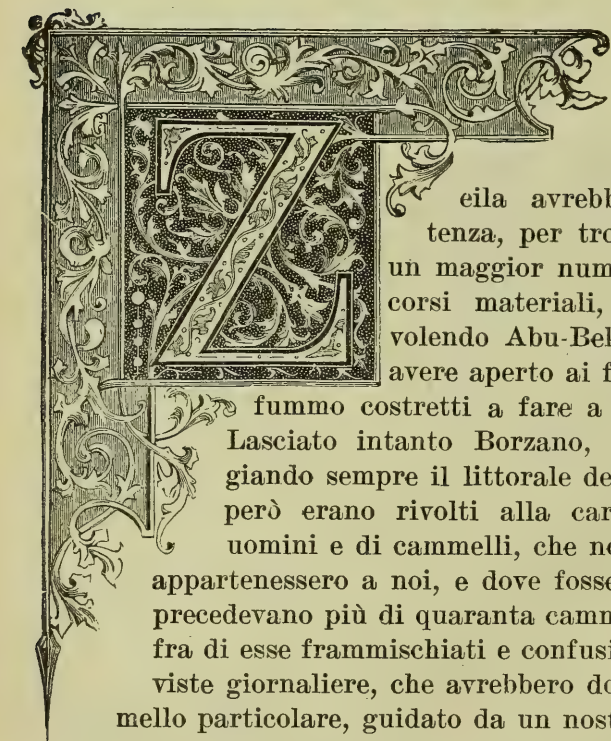 Zeila avrebb
tenza, per tro
un maggior num
corsi materiali,
volendo Abu-Bek
avere aperto ai f
fummo costretti a fare a
Lasciato intanto Borzano,
giando sempre il littorale de
però erano rivolti alla car
uomini e di cammelli, che ne
appartenessero a noi, e dove fosse
precedevano più di quaranta camm
fra di esse frammischiati e confusi
viste giornaliere, che avrebbero do
mello particolare, guidato da un nost